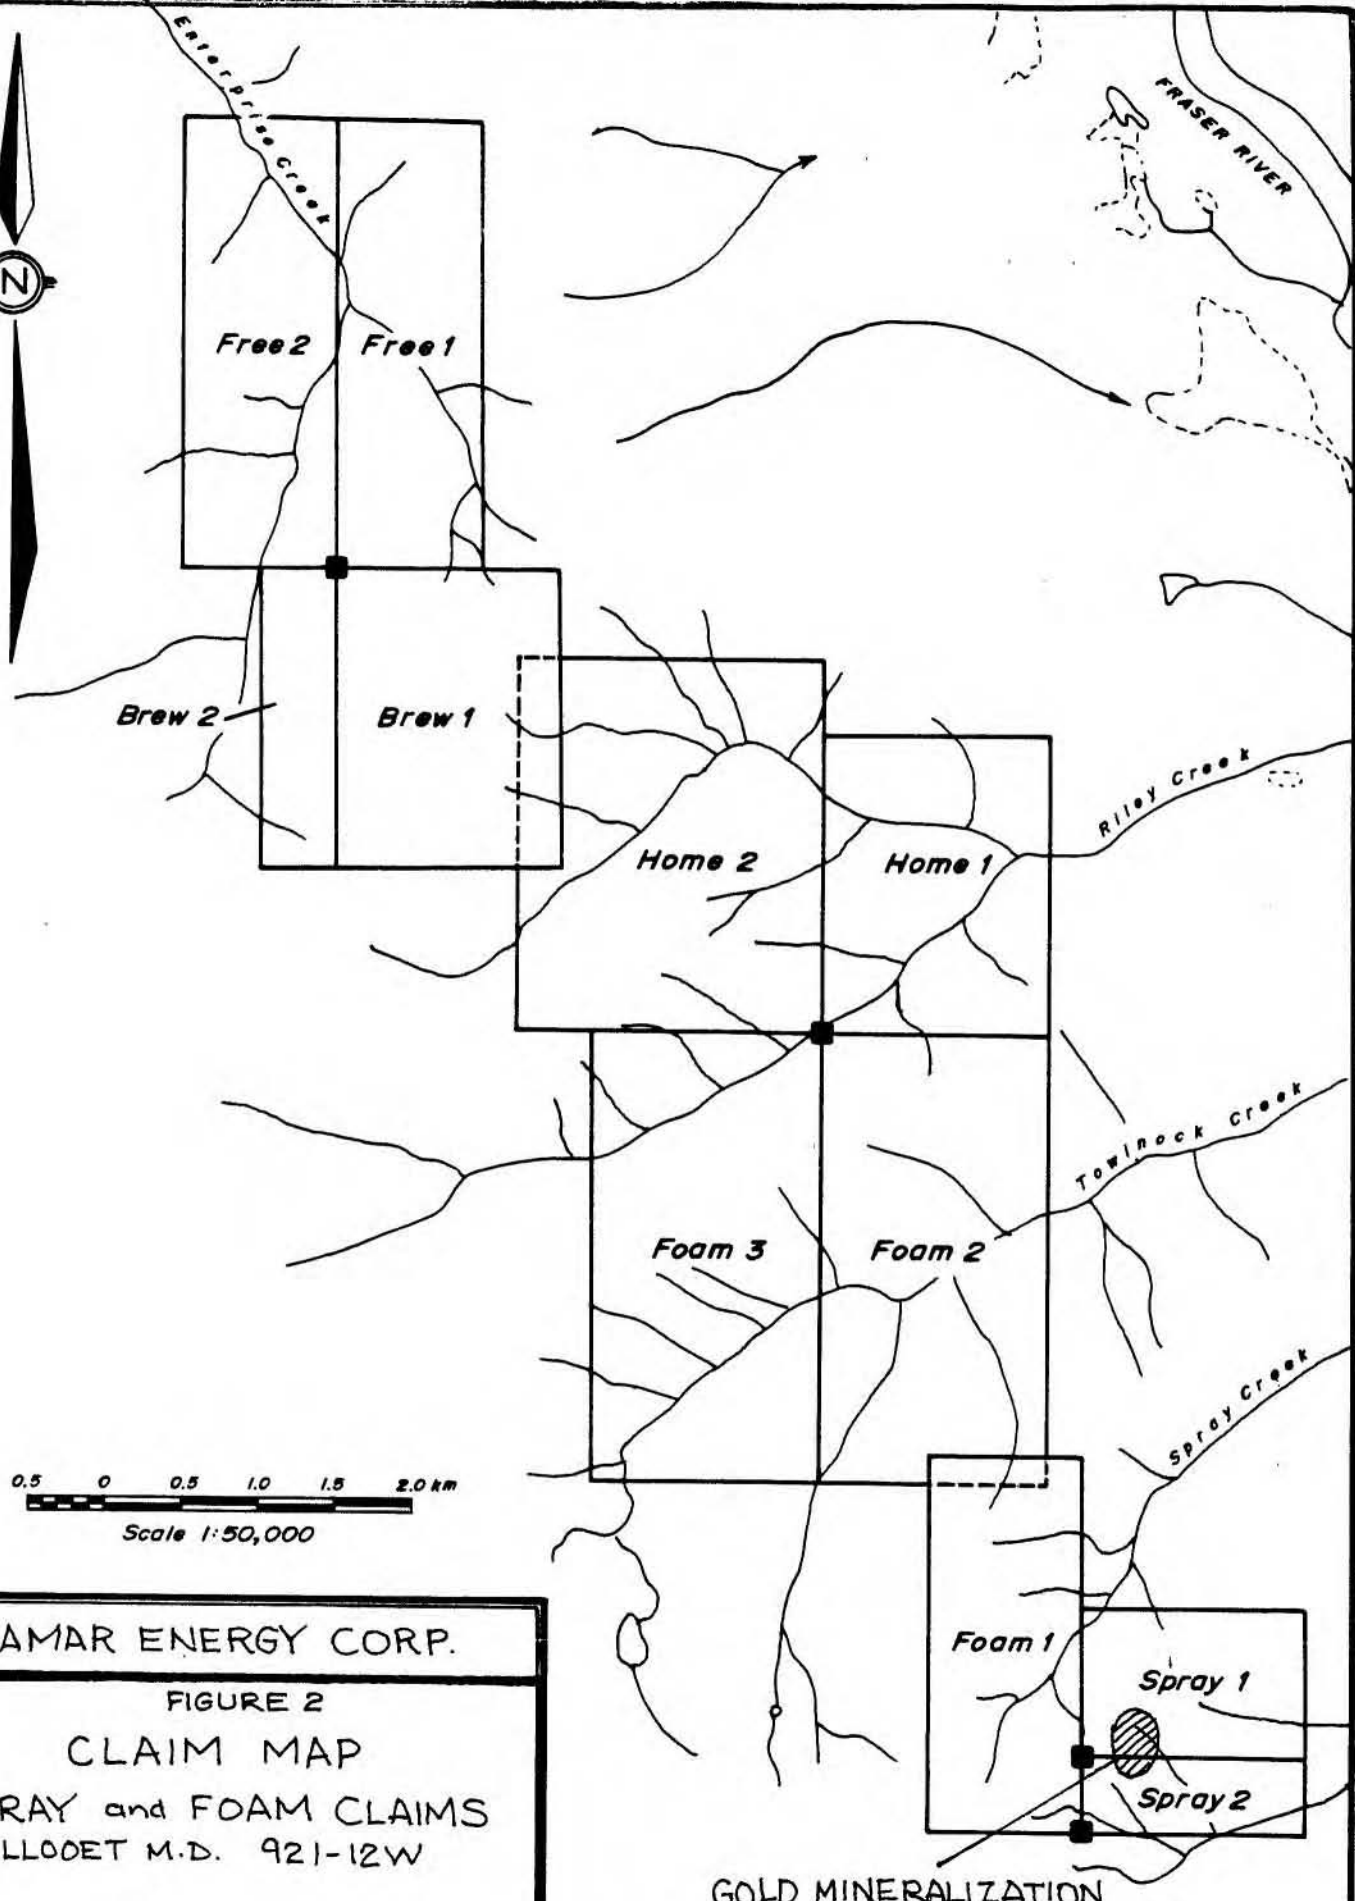 Enterprise Creek
FRASER RIVER
N
Free 2
Free 1
Brew 2
Brew 1
Riley Creek
Home 2
Home 1
Towinock Creek
Foam 3
Foam 2
Spray Creek
0.5 0 0.5 1.0 1.5 2.0 km
Scale 1:50,000
Foam 1
Spray 1
Spray 2
AMAR ENERGY CORP.
FIGURE 2
CLAIM MAP
RAY and FOAM CLAIMS
LLOOET M.D. 921-12W
GOLD MINERALIZATION